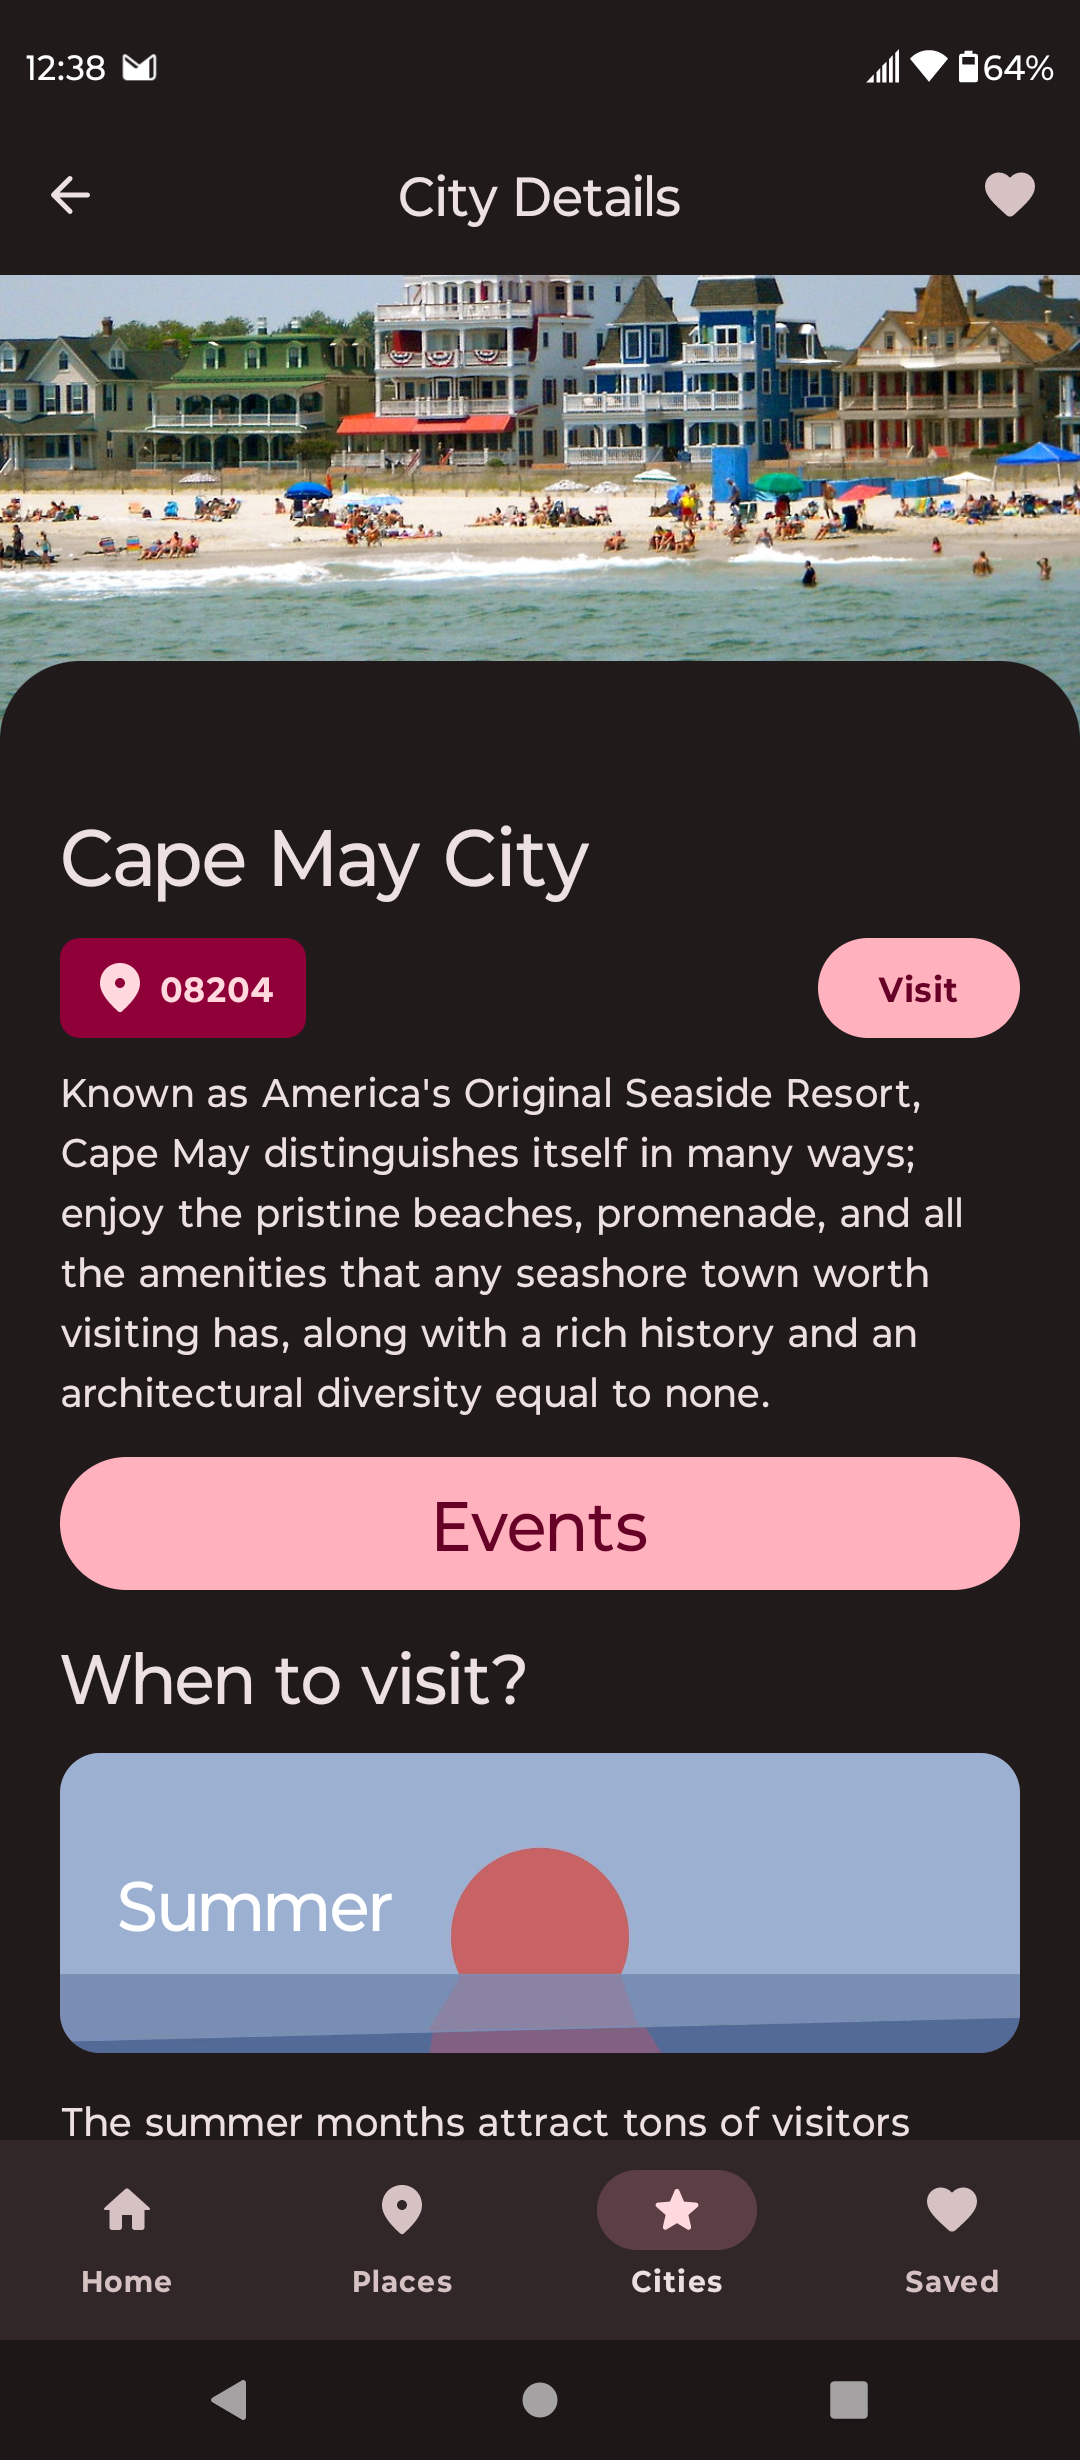 12:38
64%
City Details
Cape May City
08204
Visit
Known as America's Original Seaside Resort,
Cape May distinguishes itself in many ways;
enjoy the pristine beaches, promenade, and all
the amenities that any seashore town worth
visiting has, along with a rich history and an
architectural diversity equal to none.
Events
When to visit?
Summer
The summer months attract tons of visitors
Home
Places
Cities
Saved